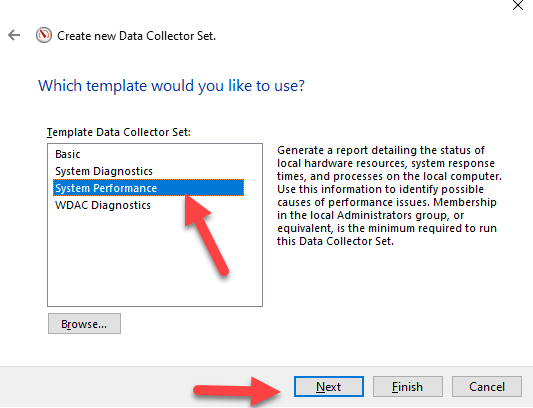 Create new Data Collector Set.
Which template would you like to use?
Template Data Collector Set:
Basic
System Diagnostics
System Performance
WDAC Diagnostics
Generate a report detailing the status of
local hardware resources, system response
times, and processes on the local computer.
Use this information to identify possible
causes of performance issues. Membership
in the local Administrators group, or
equivalent, is the minimum required to run
this Data Collector Set.
Browse...
Next
Finish
Cancel